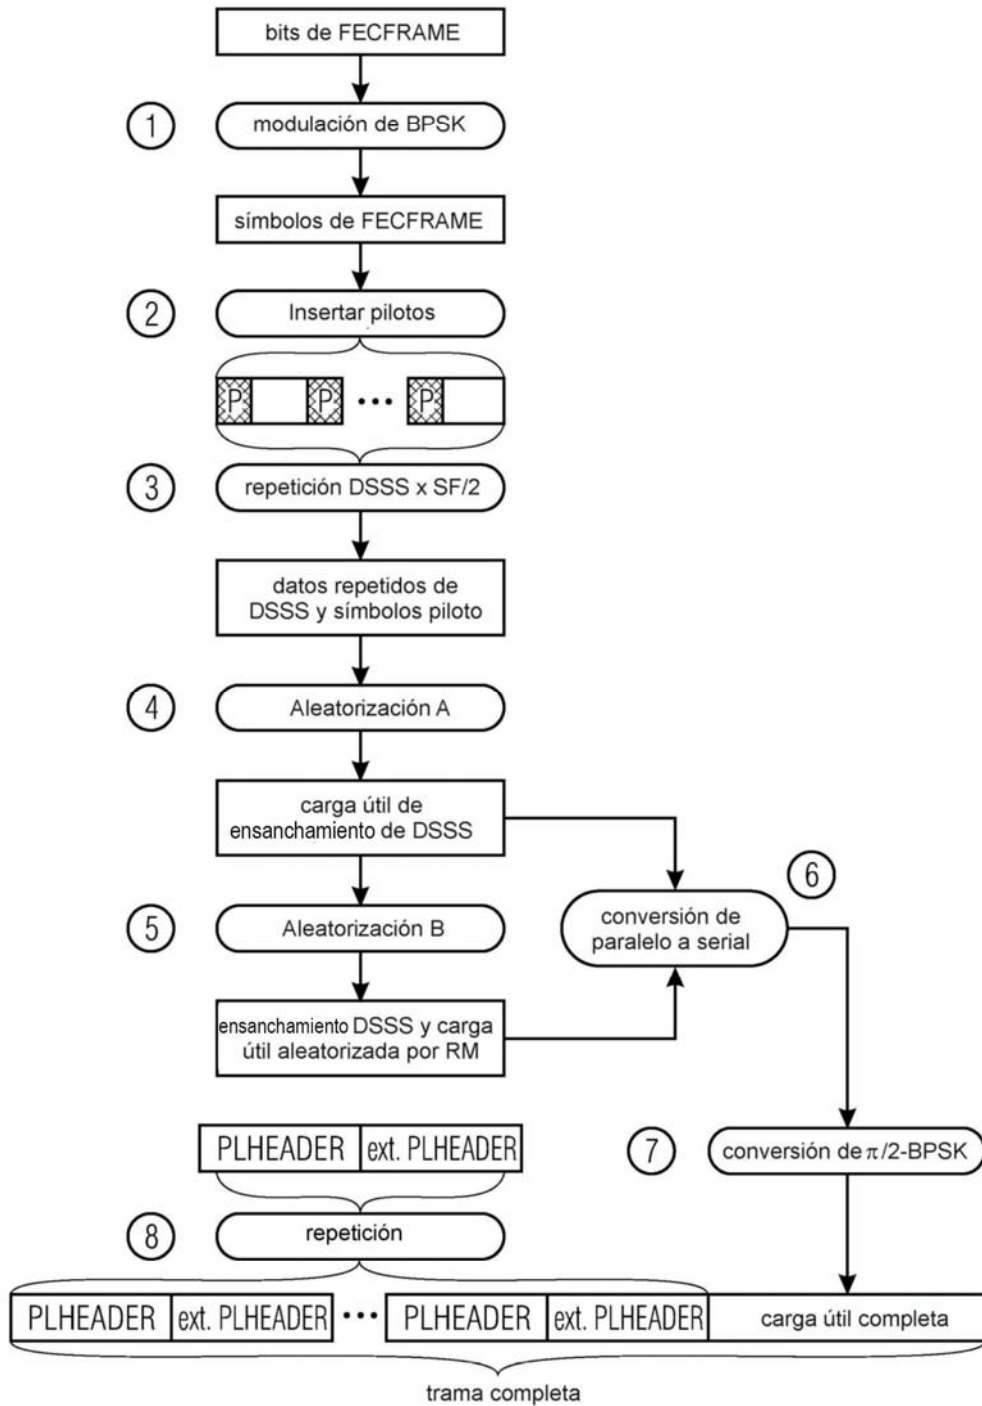 bits de FECFRAME
1
modulación de BPSK
símbolos de FECFRAME
2
Insertar pilotos
P P ••• P
3
repetición DSSS x SF/2
datos repetidos de
DSSS y símbolos piloto
4
Aleatorización A
carga útil de
ensanchamiento de DSSS
6
conversión de
paralelo a serial
5
Aleatorización B
ensanchamiento DSSS y carga
útil aleatorizada por RM
PLHEADER ext. PLHEADER
7
conversión de π/2-BPSK
8
repetición
PLHEADER ext. PLHEADER ••• PLHEADER ext. PLHEADER carga útil completa
trama completa